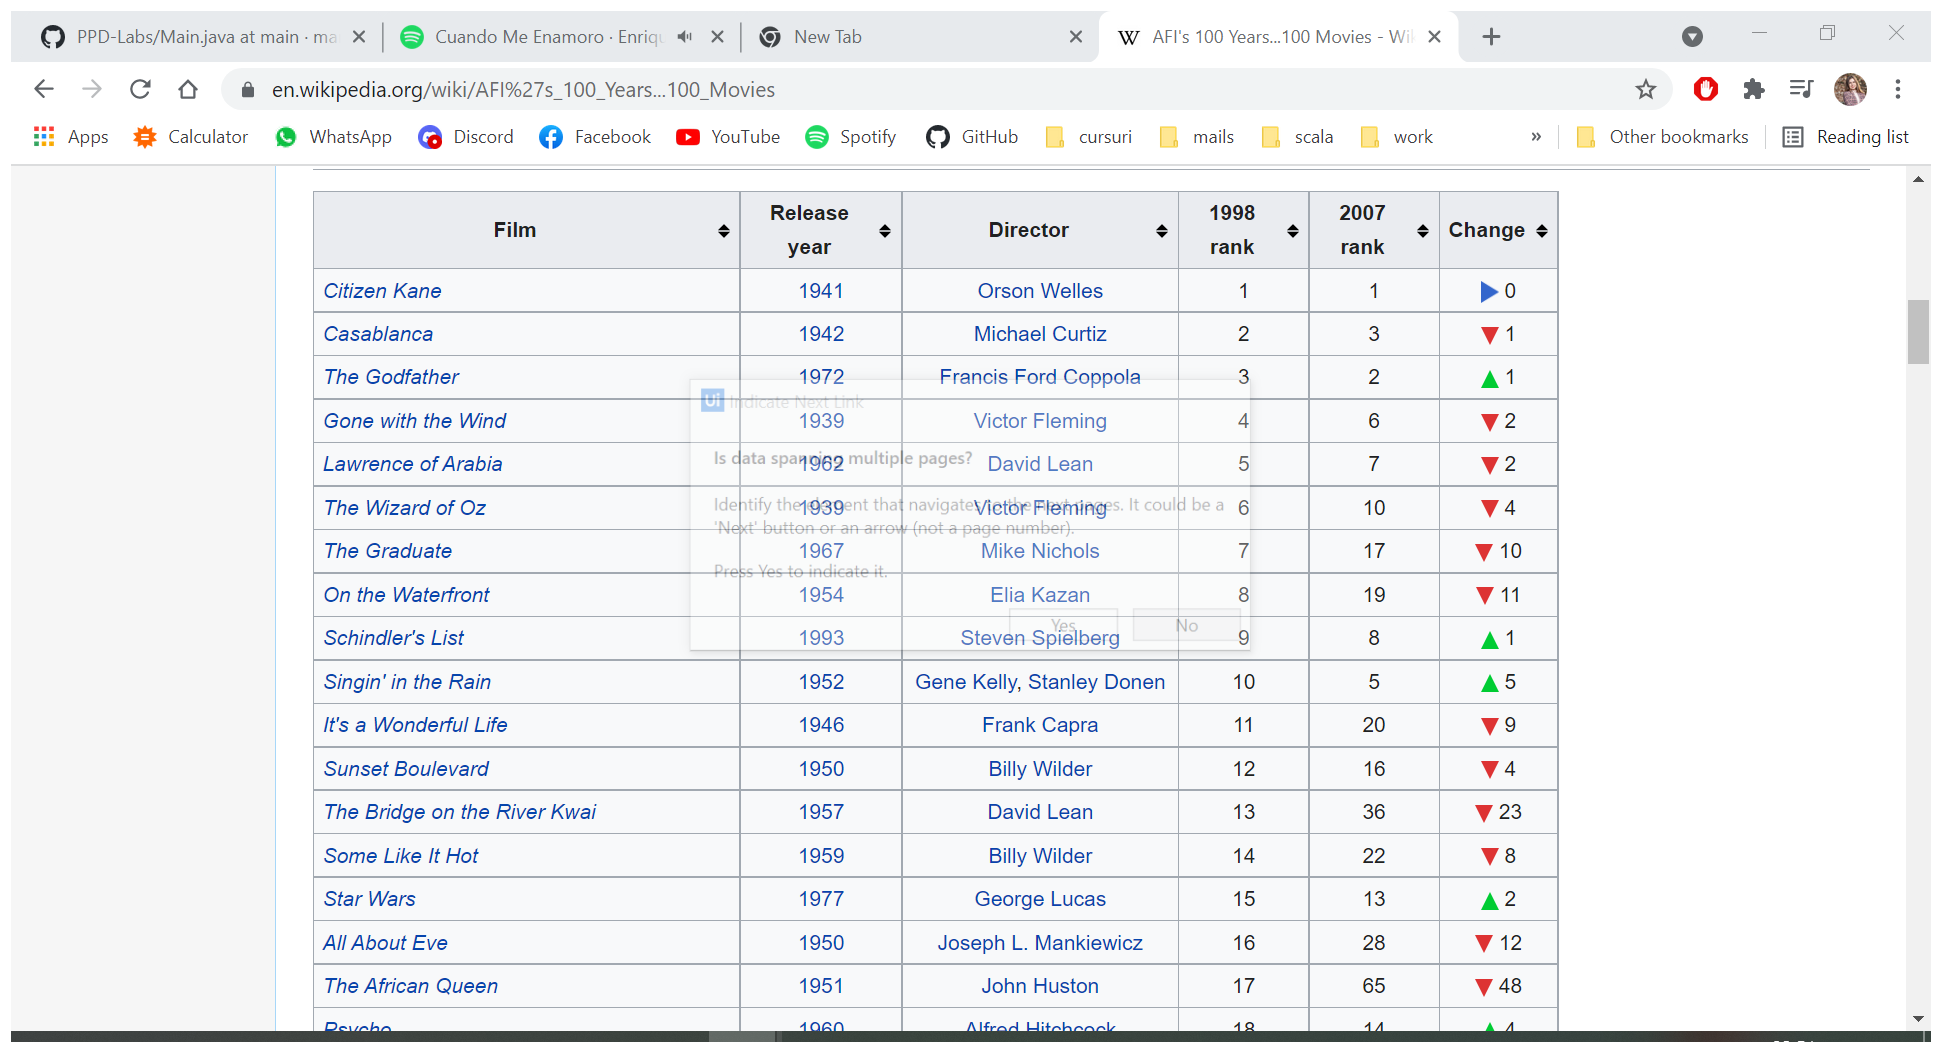 PPD-Labs/Main.java at main · ma
Cuando Me Enamoro · Enriqu
New Tab
W AFI's 100 Years...100 Movies - Wik
en.wikipedia.org/wiki/AFI%27s_100_Years...100_Movies
Apps Calculator WhatsApp Discord Facebook YouTube Spotify GitHub cursuri mails scala work » Other bookmarks Reading list
Film Release year Director 1998 rank 2007 rank Change
Citizen Kane 1941 Orson Welles 1 1 ▶ 0
Casablanca 1942 Michael Curtiz 2 3 ▼ 1
The Godfather 1972 Francis Ford Coppola 3 2 ▲ 1
Gone with the Wind 1939 Victor Fleming 4 6 ▼ 2
Lawrence of Arabia 1962 David Lean 5 7 ▼ 2
The Wizard of Oz 1939 Victor Fleming 6 10 ▼ 4
The Graduate 1967 Mike Nichols 7 17 ▼ 10
On the Waterfront 1954 Elia Kazan 8 19 ▼ 11
Schindler's List 1993 Steven Spielberg 9 8 ▲ 1
Singin' in the Rain 1952 Gene Kelly, Stanley Donen 10 5 ▲ 5
It's a Wonderful Life 1946 Frank Capra 11 20 ▼ 9
Sunset Boulevard 1950 Billy Wilder 12 16 ▼ 4
The Bridge on the River Kwai 1957 David Lean 13 36 ▼ 23
Some Like It Hot 1959 Billy Wilder 14 22 ▼ 8
Star Wars 1977 George Lucas 15 13 ▲ 2
All About Eve 1950 Joseph L. Mankiewicz 16 28 ▼ 12
The African Queen 1951 John Huston 17 65 ▼ 48
Psycho 1960 Alfred Hitchcock 18 14 ▲ 4
Ui Indicate Next Link
Is data spanning multiple pages?
Identify the element that navigates to the next pages. It could be a
'Next' button or an arrow (not a page number).
Press Yes to indicate it.
Yes No